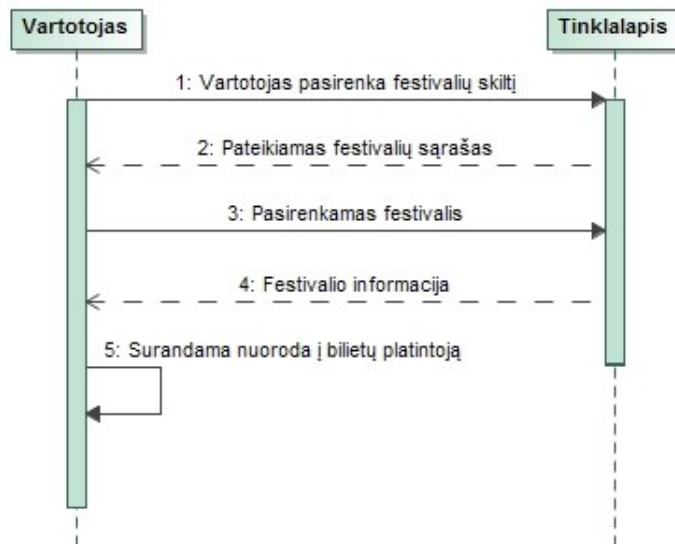 Vartotojas
Tinklalapis
1: Vartotojas pasirenka festivalių skiltį
2: Pateikiamas festivalių sąrašas
3: Pasirenkamas festivalis
4: Festivalio informacija
5: Surandama nuoroda į bilietų platintoją